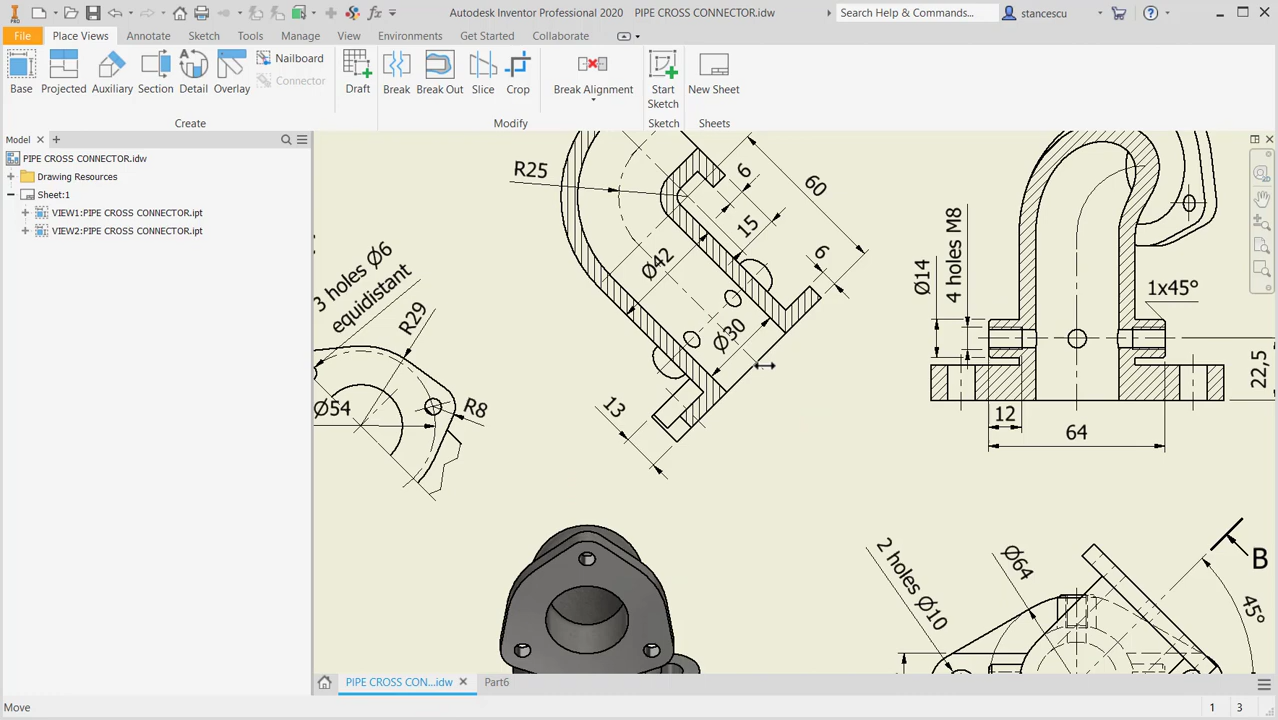 PRO
fx
Autodesk Inventor Professional 2020 PIPE CROSS CONNECTOR.idw
Search Help & Commands...
stancescu
File
Place Views
Annotate
Sketch
Tools
Manage
View
Environments
Get Started
Collaborate
Base
Projected
Auxiliary
Section
Detail
Overlay
Nailboard
Connector
Draft
Break
Break Out
Slice
Crop
Break Alignment
Start
Sketch
New Sheet
Create
Modify
Sketch
Sheets
Model
PIPE CROSS CONNECTOR.idw
Drawing Resources
Sheet:1
VIEW1:PIPE CROSS CONNECTOR.ipt
VIEW2:PIPE CROSS CONNECTOR.ipt
R25
6
60
15
6
Ø42
Ø30
13
3 holes Ø6
equidistant
R29
Ø54
R8
Ø14
4 holes M8
1x45°
22,5
12
64
2 holes Ø10
Ø64
B
45°
PIPE CROSS CON...idw
Part6
Move
1
3